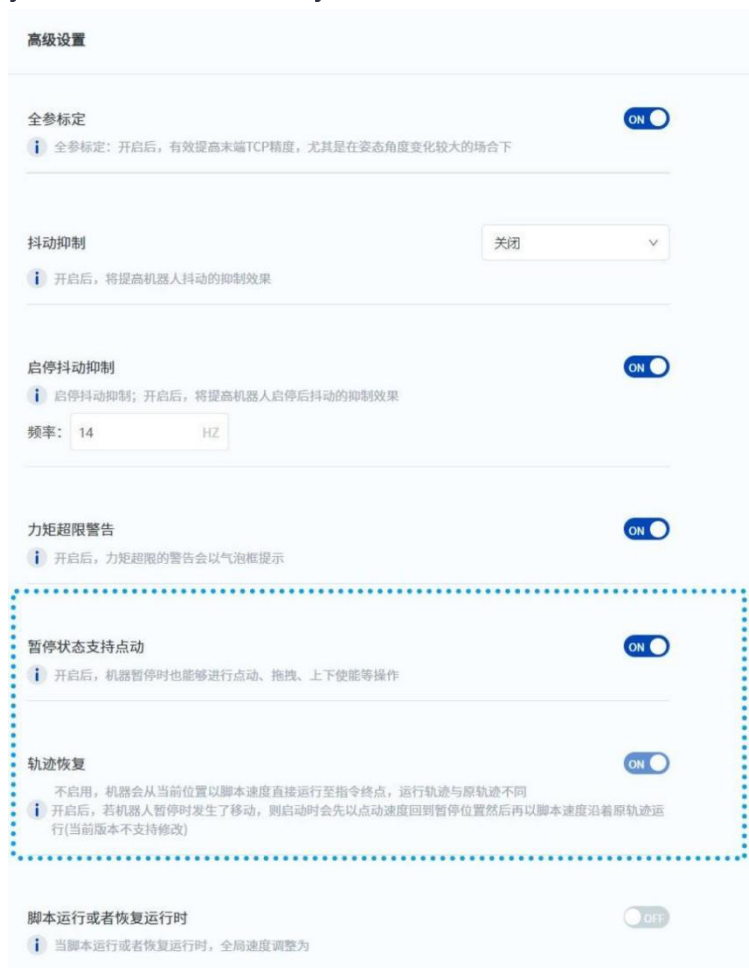 高级设置
全参标定
ON
i 全参标定：开启后，有效提高末端TCP精度，尤其是在姿态角度变化较大的场合下
抖动抑制
关闭
i 开启后，将提高机器人抖动的抑制效果
启停抖动抑制
ON
i 启停抖动抑制；开启后，将提高机器人启停后抖动的抑制效果
频率： 14 HZ
力矩超限警告
ON
i 开启后，力矩超限的警告会以气泡框提示
暂停状态支持点动
ON
i 开启后，机器暂停时也能够进行点动、拖拽、上下使能等操作
轨迹恢复
ON
不启用，机器会从当前位置以脚本速度直接运行至指令终点，运行轨迹与原轨迹不同
i 开启后，若机器人暂停时发生了移动，则启动时会先以点动速度回到暂停位置然后再以脚本速度沿着原轨迹运
行(当前版本不支持修改)
脚本运行或者恢复运行时
OFF
i 当脚本运行或者恢复运行时，全局速度调整为